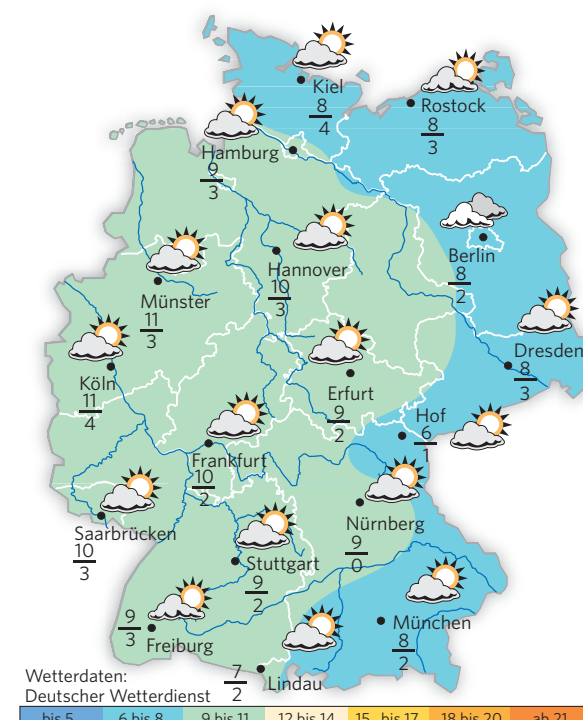 Kiel
8
4
Rostock
8
3
Hamburg
9
3
Berlin
8
2
Hannover
10
3
Münster
11
3
Dresden
8
3
Köln
11
4
Erfurt
9
2
Hof
6
1
Frankfurt
10
2
Nürnberg
9
0
Saarbrücken
10
3
Stuttgart
9
2
Freiburg
9
3
München
8
2
Lindau
7
2
Wetterdaten:
Deutscher Wetterdienst
bis 5 6 bis 8 9 bis 11 12 bis 14 15 bis 17 18 bis 20 ab 21